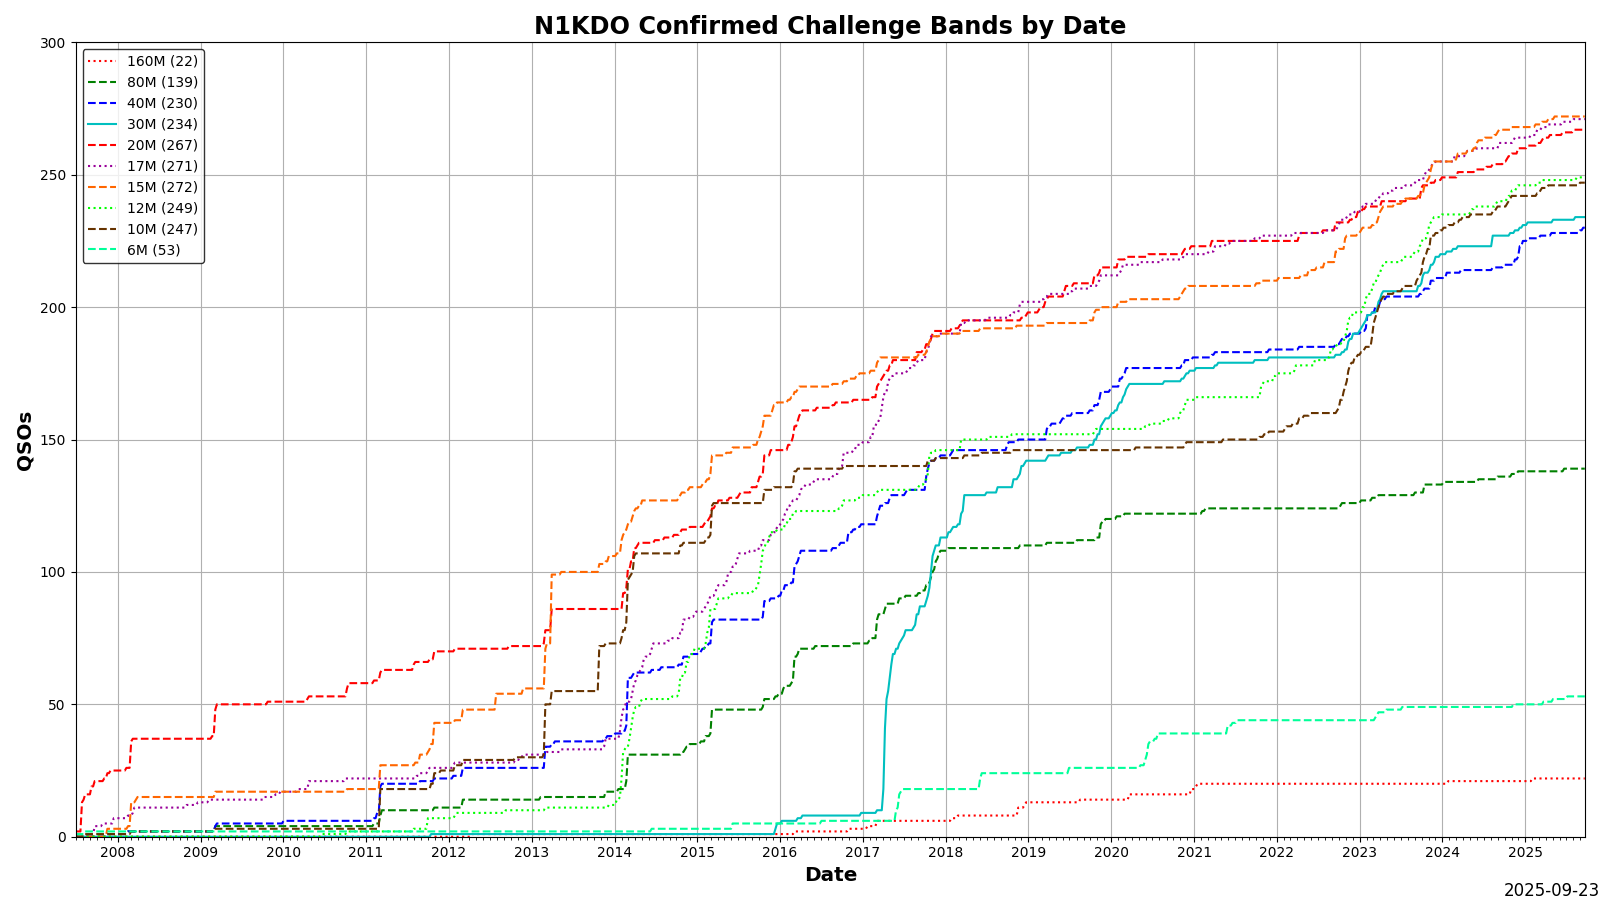 N1KDO Confirmed Challenge Bands by Date
300
250
200
150
100
50
0
QSOs
160M (22)
80M (139)
40M (230)
30M (234)
20M (267)
17M (271)
15M (272)
12M (249)
10M (247)
6M (53)
2008 2009 2010 2011 2012 2013 2014 2015 2016 2017 2018 2019 2020 2021 2022 2023 2024 2025
Date
2025-09-23